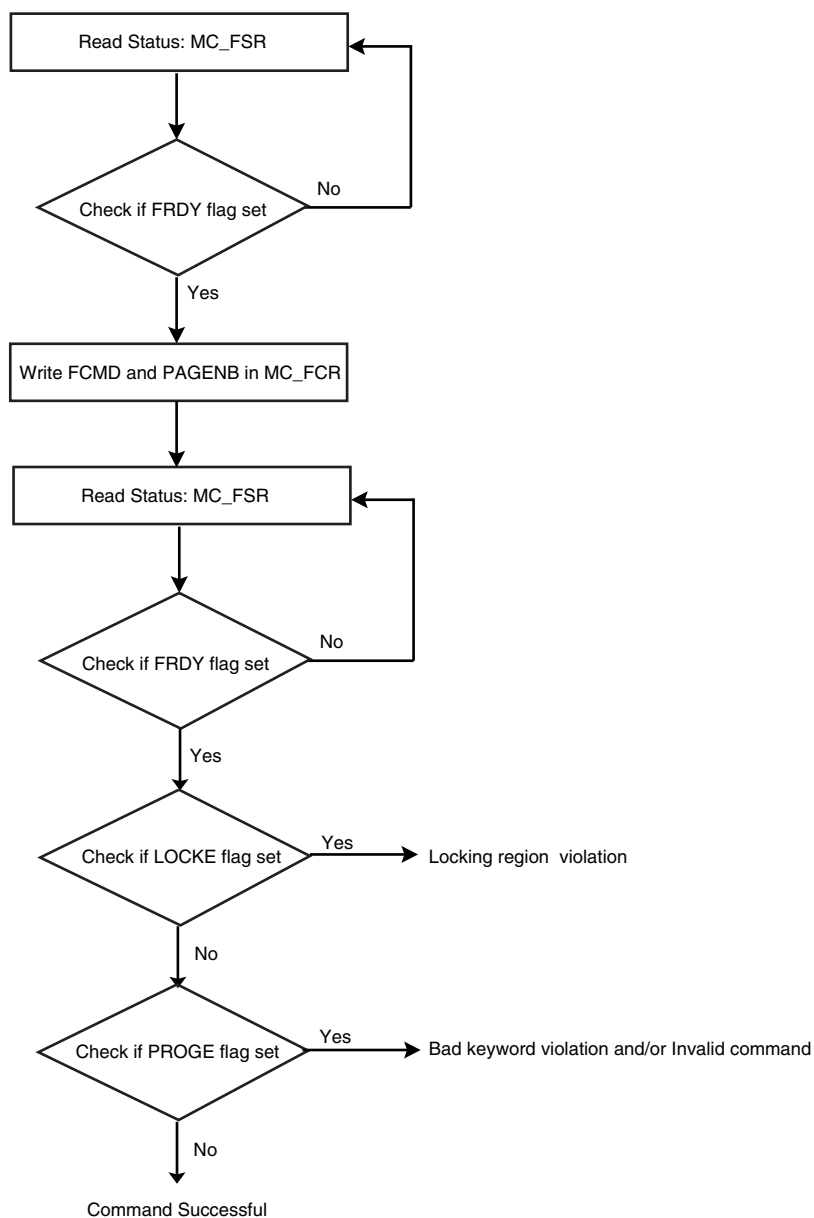 Read Status: MC_FSR
Check if FRDY flag set
No
Yes
Write FCMD and PAGENB in MC_FCR
Read Status: MC_FSR
Check if FRDY flag set
No
Yes
Check if LOCKE flag set
Yes
Locking region violation
No
Check if PROGE flag set
Yes
Bad keyword violation and/or Invalid command
No
Command Successful